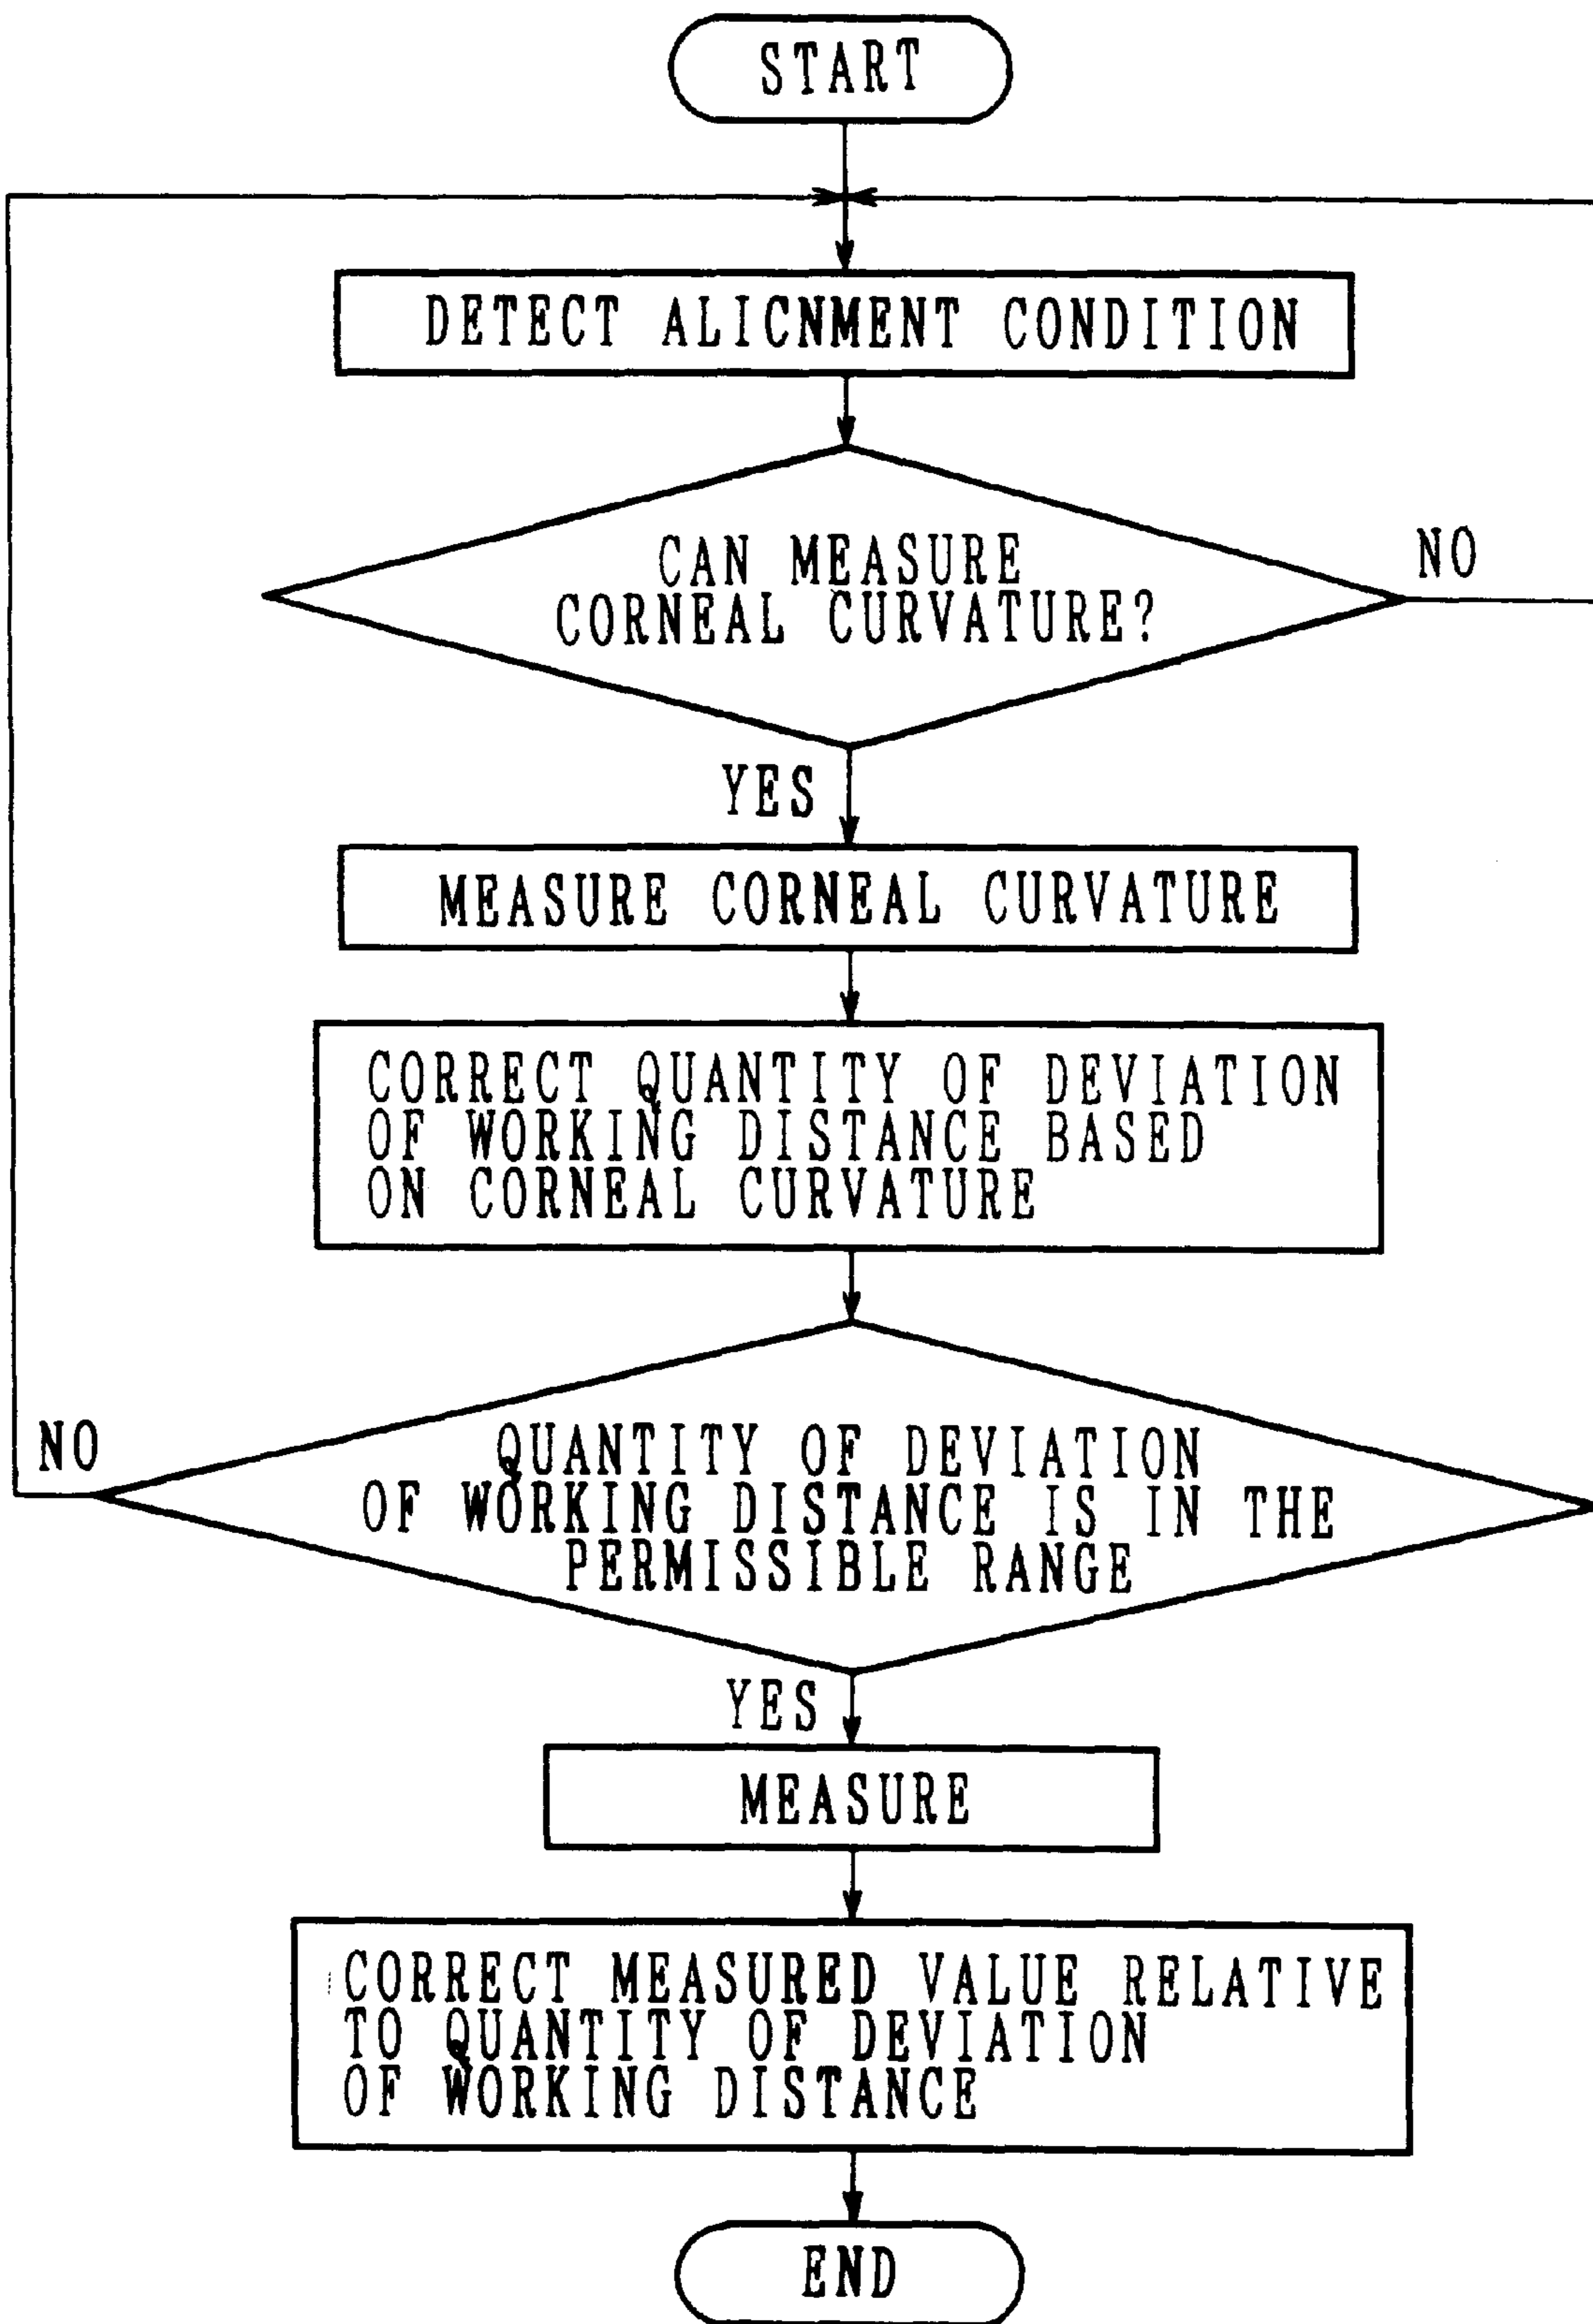 START
DETECT ALICNMENT CONDITION
CAN MEASURE
CORNEAL CURVATURE?
NO
YES
MEASURE CORNEAL CURVATURE
CORRECT QUANTITY OF DEVIATION
OF WORKING DISTANCE BASED
ON CORNEAL CURVATURE
NO
QUANTITY OF DEVIATION
OF WORKING DISTANCE IS IN THE
PERMISSIBLE RANGE
YES
MEASURE
CORRECT MEASURED VALUE RELATIVE
TO QUANTITY OF DEVIATION
OF WORKING DISTANCE
END